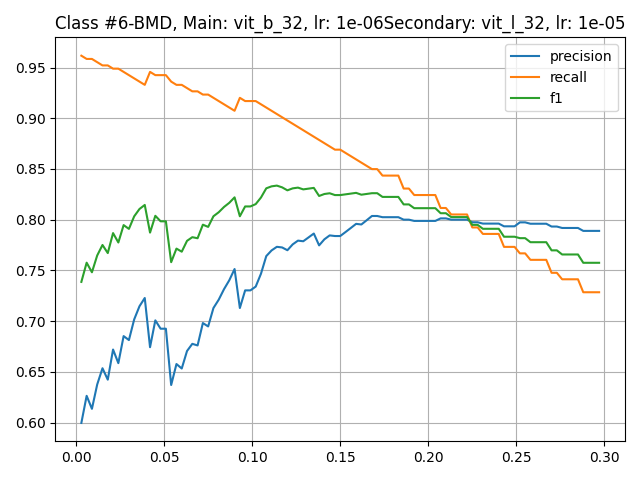 Class #6-BMD, Main: vit_b_32, lr: 1e-06Secondary: vit_l_32, lr: 1e-05
precision
recall
f1
0.95
0.90
0.85
0.80
0.75
0.70
0.65
0.60
0.00 0.05 0.10 0.15 0.20 0.25 0.30